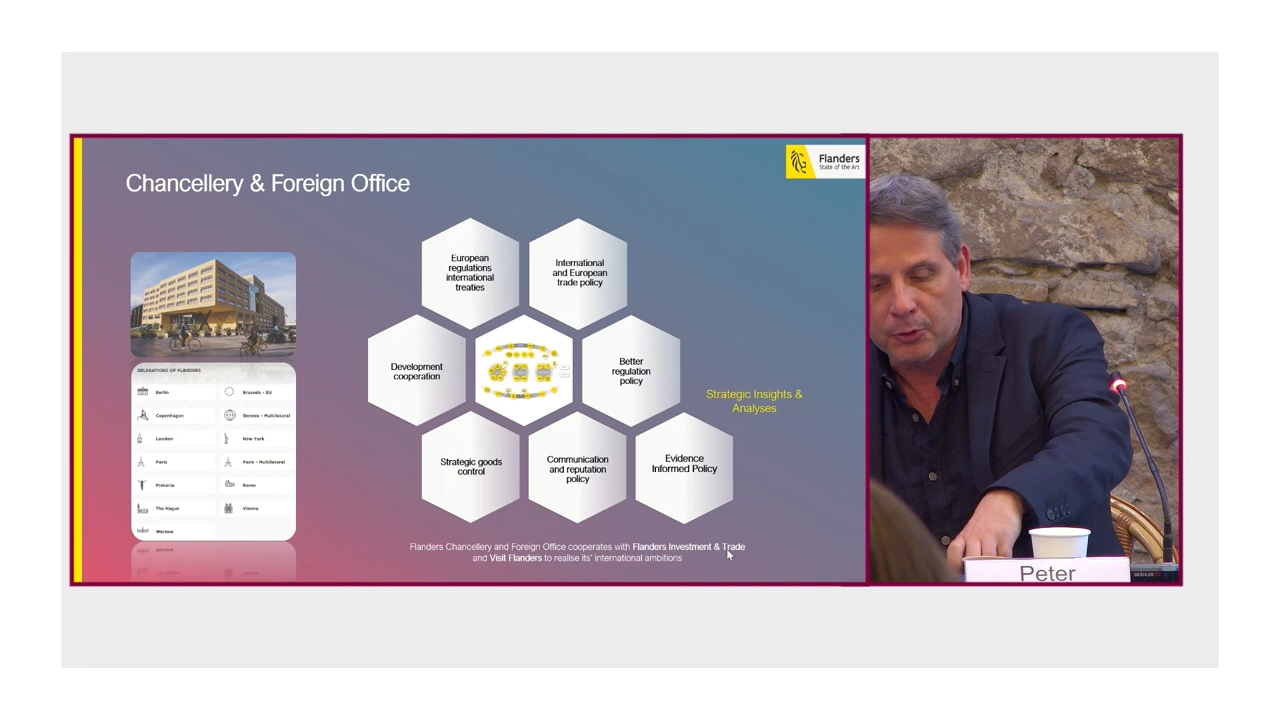 Chancellery & Foreign Office
Flanders
State of the Art
European
regulations
international
treaties
International
and European
trade policy
Development
cooperation
Better
regulation
policy
Strategic Insights &
Analyses
Strategic goods
control
Communication
and reputation
policy
Evidence
Informed Policy
DELEGATIONS OF FLANDERS
Berlin
Brussels - EU
Copenhagen
Geneva - Multilateral
London
New York
Paris
Paris - Multilateral
Pretoria
Rome
The Hague
Vienna
Warsaw
Flanders Chancellery and Foreign Office cooperates with Flanders Investment & Trade
and Visit Flanders to realise its' international ambitions
Peter